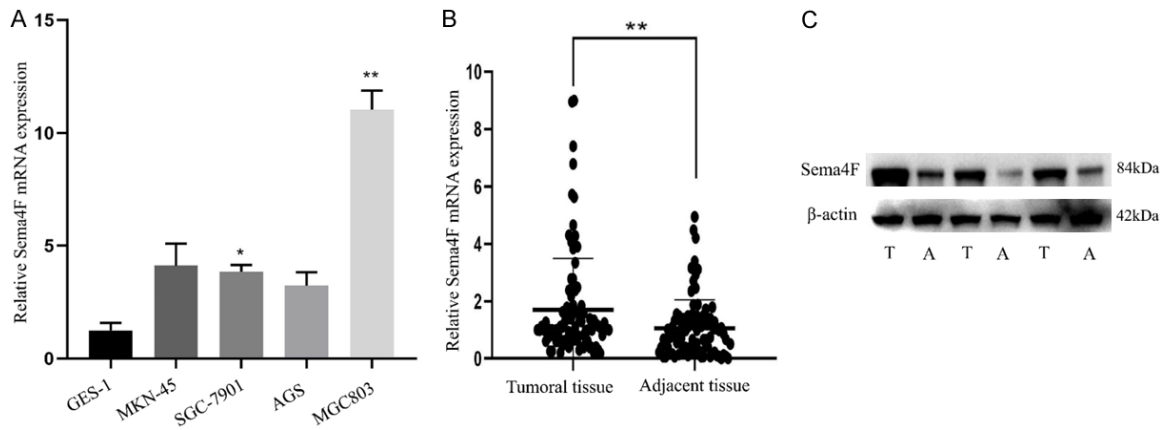 A
Relative Sema4F mRNA expression
15
10
5
0
*
**
GES-1
MKN-45
SGC-7901
AGS
MGC803
B
**
Relative Sema4F mRNA expression
10
8
6
4
2
0
Tumoral tissue
Adjacent tissue
C
Sema4F
84kDa
β-actin
42kDa
T A T A T A